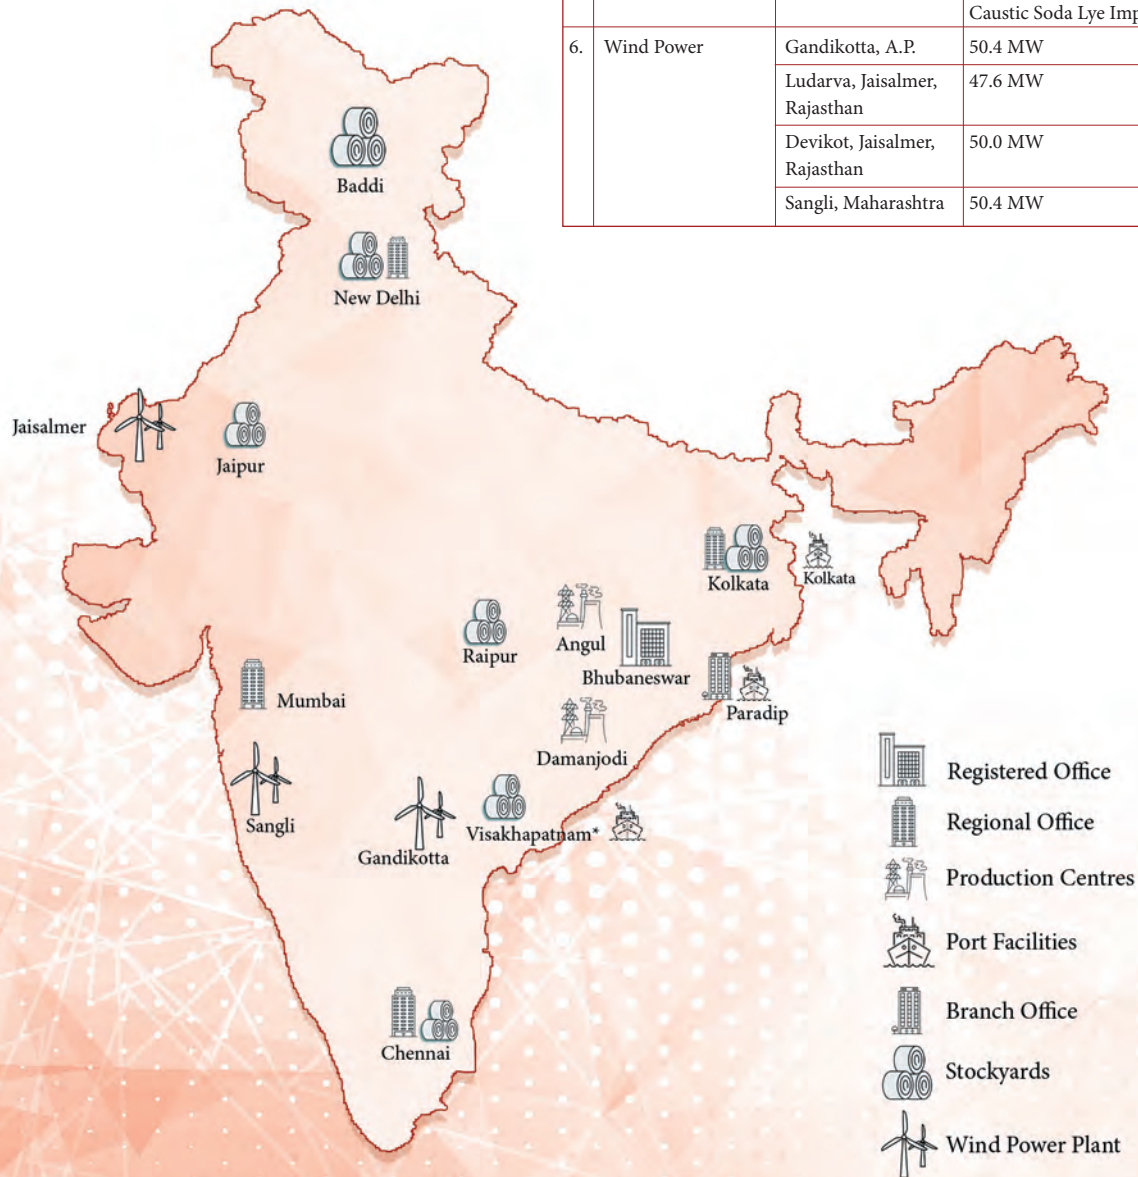 Caustic Soda Lye Imp
6. Wind Power Gandikotta, A.P. 50.4 MW
Ludarva, Jaisalmer, 47.6 MW
Rajasthan
Devikot, Jaisalmer, 50.0 MW
Rajasthan
Sangli, Maharashtra 50.4 MW
Baddi
New Delhi
Jaisalmer
Jaipur
Kolkata
Kolkata
Angul
Raipur
Bhubaneswar
Mumbai
Paradip
Damanjodi
Sangli
Visakhapatnam*
Gandikotta
Chennai
Registered Office
Regional Office
Production Centres
Port Facilities
Branch Office
Stockyards
Wind Power Plant